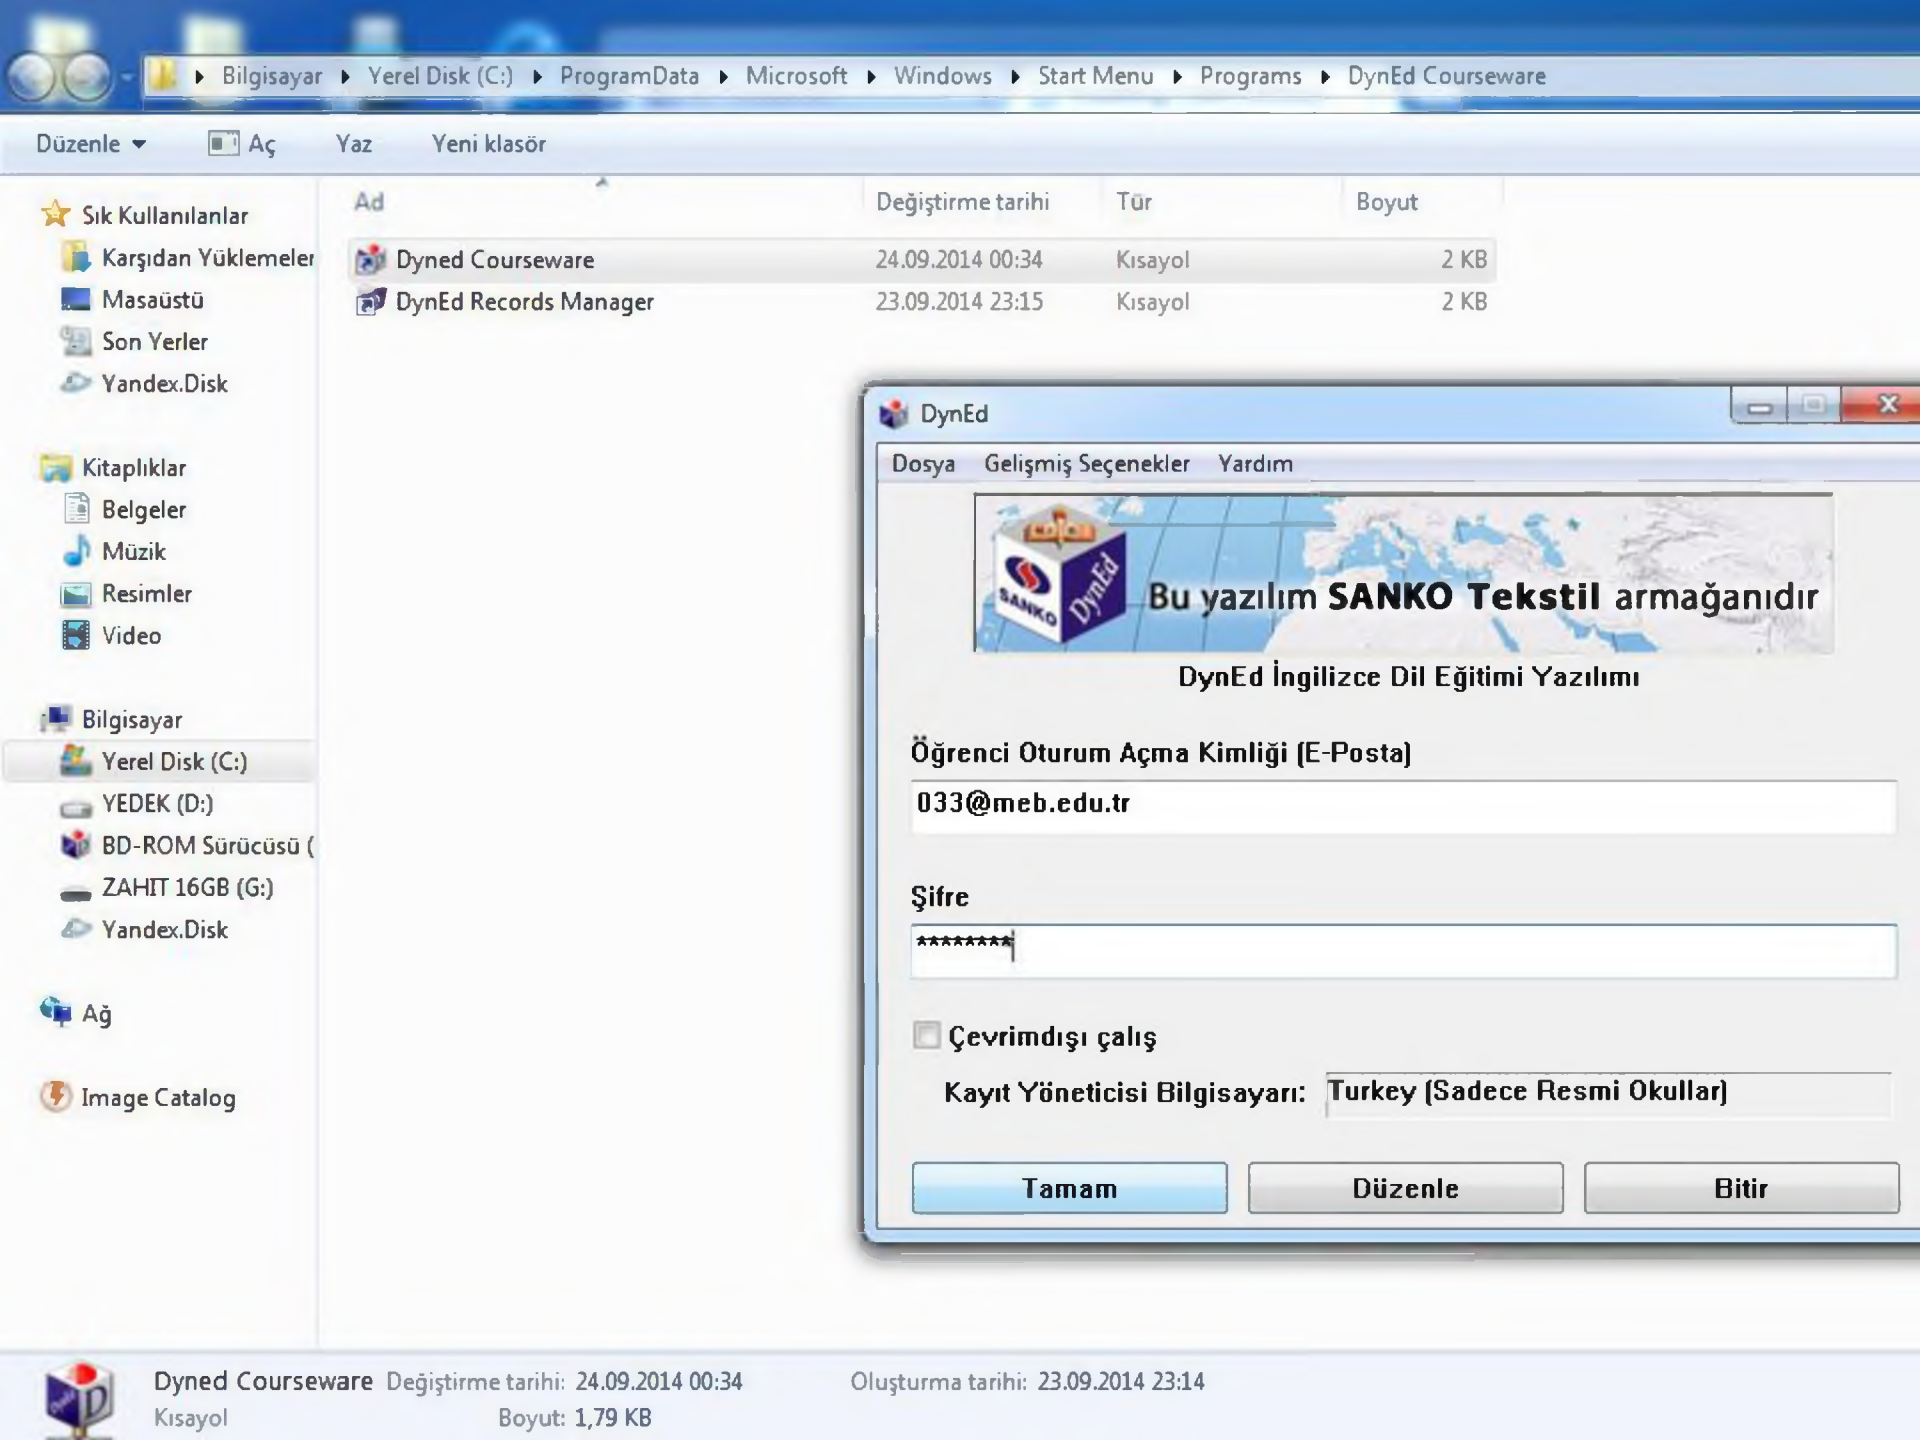 Bilgisayar ▸ Yerel Disk (C:) ▸ ProgramData ▸ Microsoft ▸ Windows ▸ Start Menu ▸ Programs ▸ DynEd Courseware
Düzenle Aç Yaz Yeni klasör
Ad Değiştirme tarihi Tür Boyut
Dyned Courseware 24.09.2014 00:34 Kısayol 2 KB
DynEd Records Manager 23.09.2014 23:15 Kısayol 2 KB
Sık Kullanılanlar
Karşıdan Yüklemeler
Masaüstü
Son Yerler
Yandex.Disk
Kitaplıklar
Belgeler
Müzik
Resimler
Video
Bilgisayar
Yerel Disk (C:)
YEDEK (D:)
BD-ROM Sürücüsü (
ZAHIT 16GB (G:)
Yandex.Disk
Ağ
Image Catalog
DynEd
Dosya Gelişmiş Seçenekler Yardım
SANKO DynEd
Bu yazılım SANKO Tekstil armağanıdır
DynEd İngilizce Dil Eğitimi Yazılımı
Öğrenci Oturum Açma Kimliği (E-Posta)
033@meb.edu.tr
Şifre
********
Çevrimdışı çalış
Kayıt Yöneticisi Bilgisayarı: Turkey (Sadece Resmi Okullar)
Tamam Düzenle Bitir
Dyned Courseware Değiştirme tarihi: 24.09.2014 00:34 Oluşturma tarihi: 23.09.2014 23:14
Kısayol Boyut: 1,79 KB